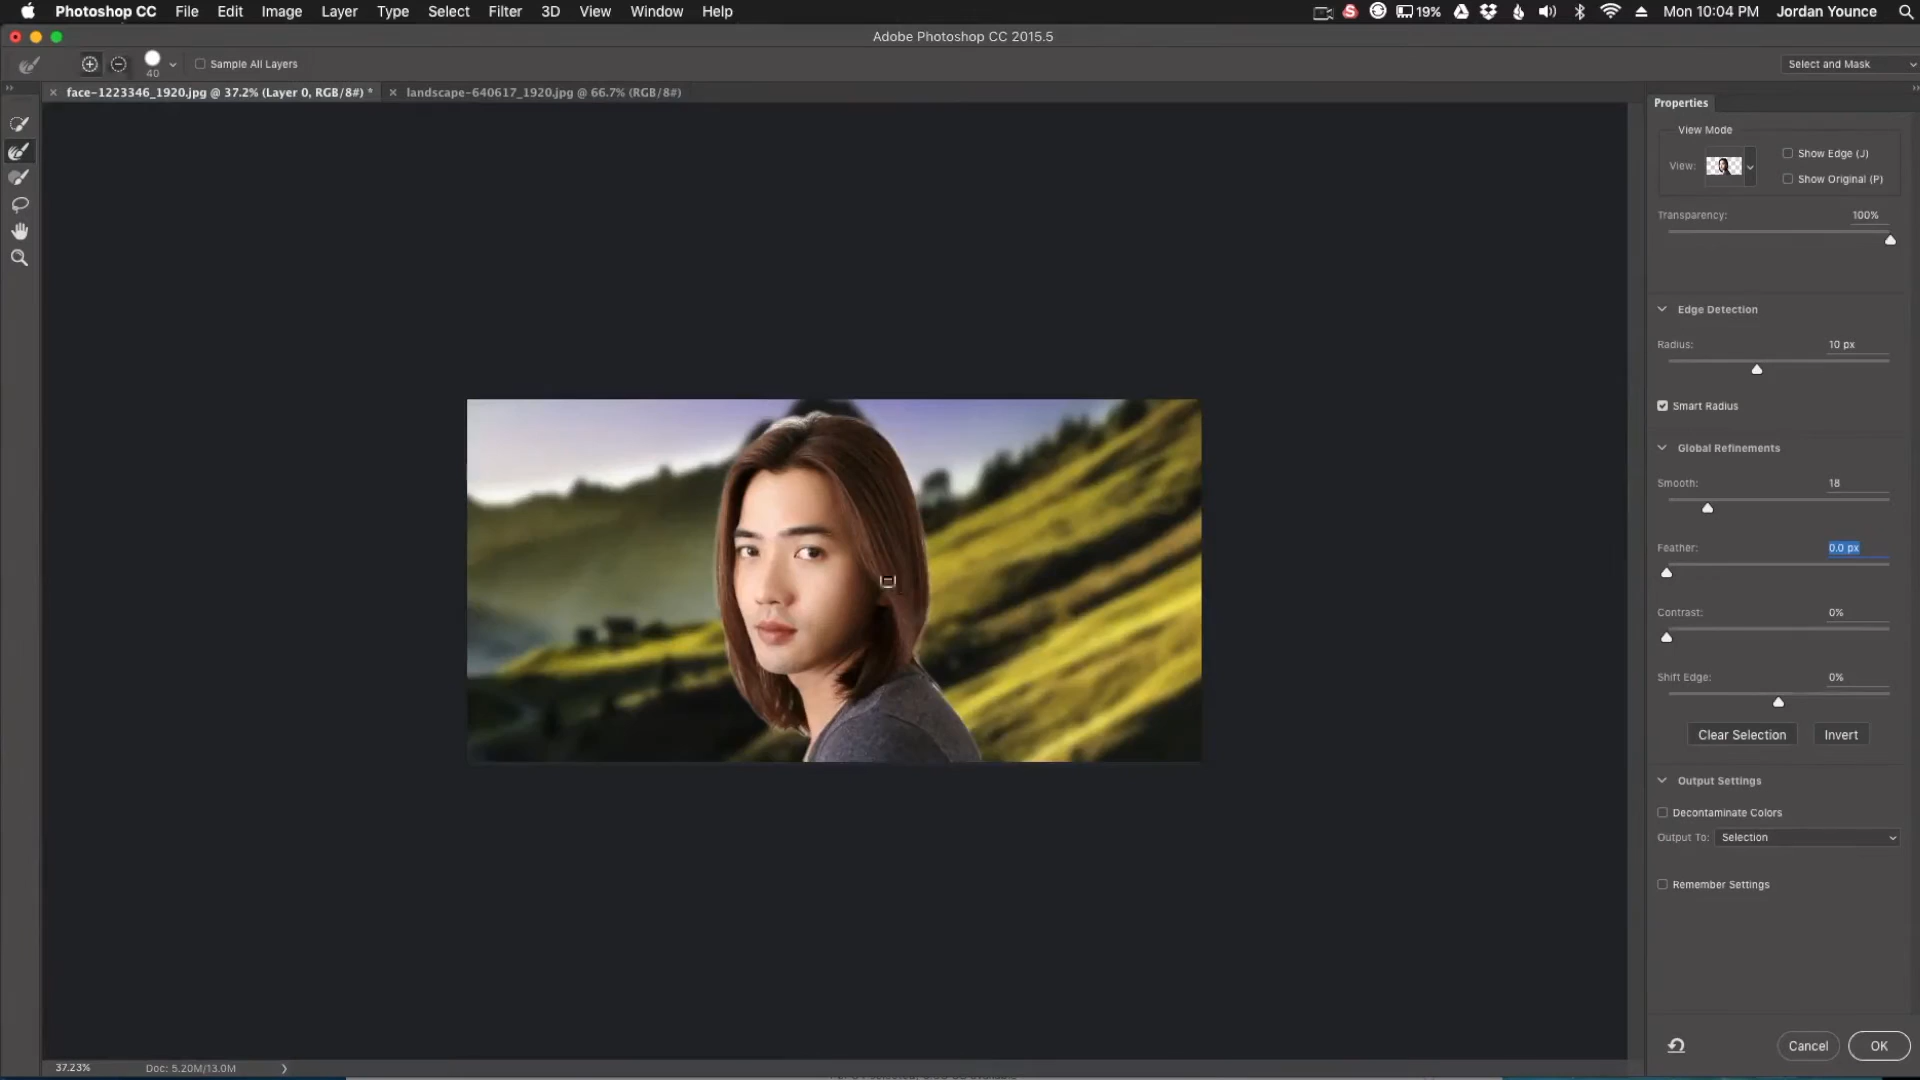 Photoshop CC File Edit Image Layer Type Select Filter 3D View Window Help 19% Mon 10:04 PM Jordan Younce
Adobe Photoshop CC 2015.5
40 Sample All Layers Select and Mask
face-1223346_1920.jpg @ 37.2% (Layer 0, RGB/8#) * landscape-640617_1920.jpg @ 66.7% (RGB/8#)
Properties
View Mode
View: Show Edge (J)
Show Original (P)
Transparency: 100%
Edge Detection
Radius: 10 px
Smart Radius
Global Refinements
Smooth: 18
Feather: 0.0 px
Contrast: 0%
Shift Edge: 0%
Clear Selection Invert
Output Settings
Decontaminate Colors
Output To: Selection
Remember Settings
Cancel OK
37.23% Doc: 5.20M/13.0M